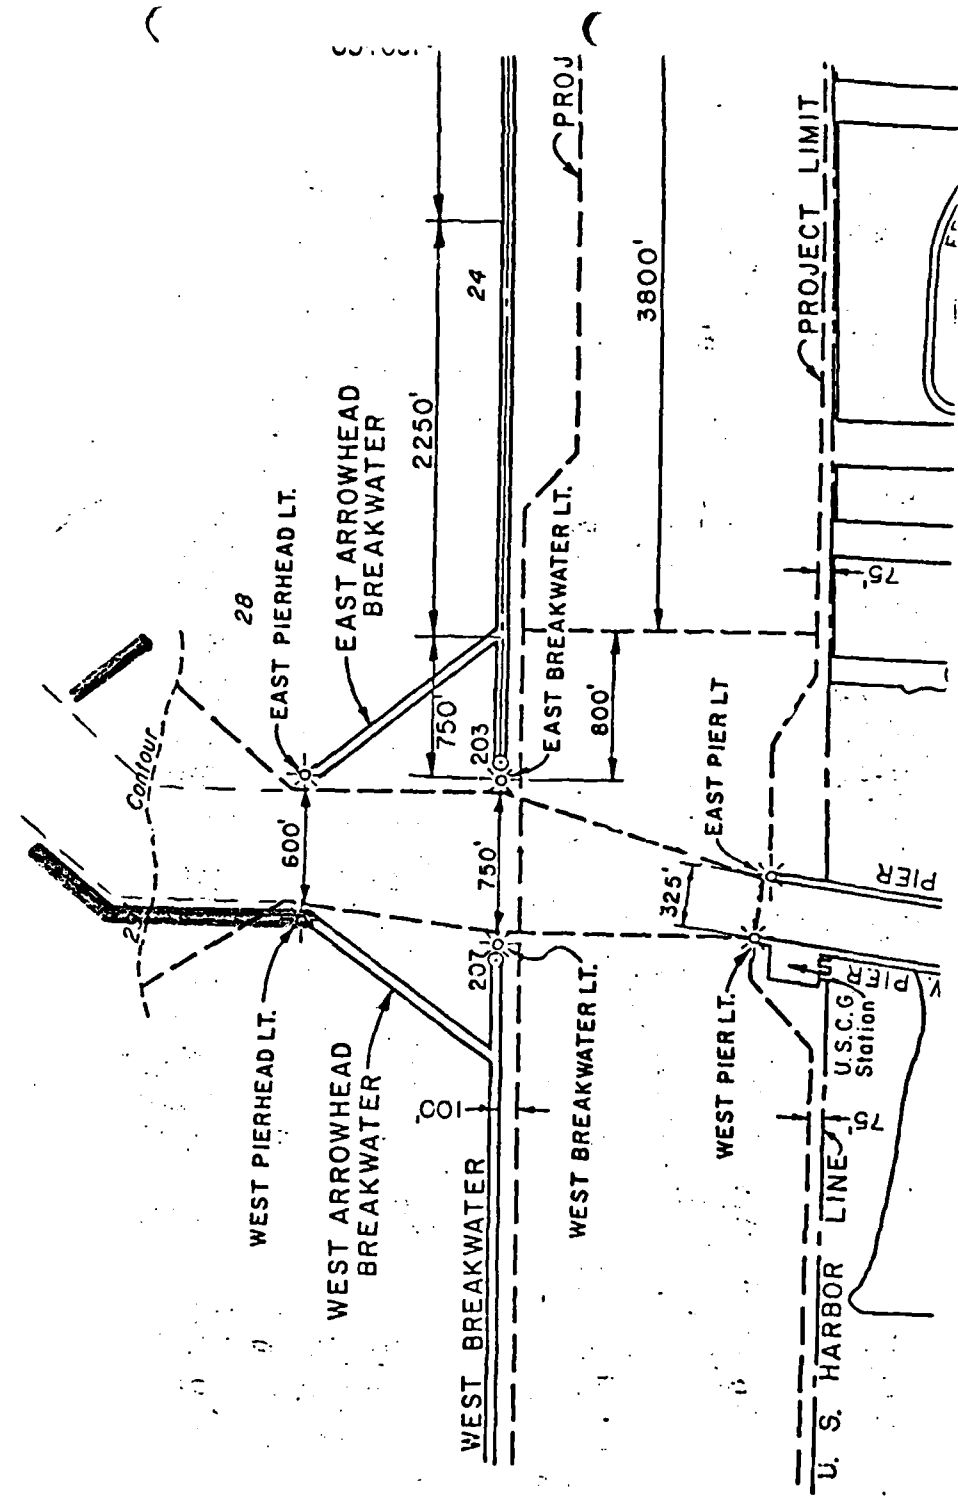 Contour
29
28
EAST PIERHEAD LT.
WEST PIERHEAD LT.
600'
EAST ARROWHEAD
BREAKWATER
WEST ARROWHEAD
BREAKWATER
2250'
750'
24
203
207
750'
100'
WEST BREAKWATER
EAST BREAKWATER LT.
WEST BREAKWATER LT.
PROJ
800'
3800'
325'
EAST PIER LT
WEST PIER LT.
PROJECT LIMIT
75'
75'
U.S.C.G.
Station
PIER
PIER
U. S. HARBOR LINE